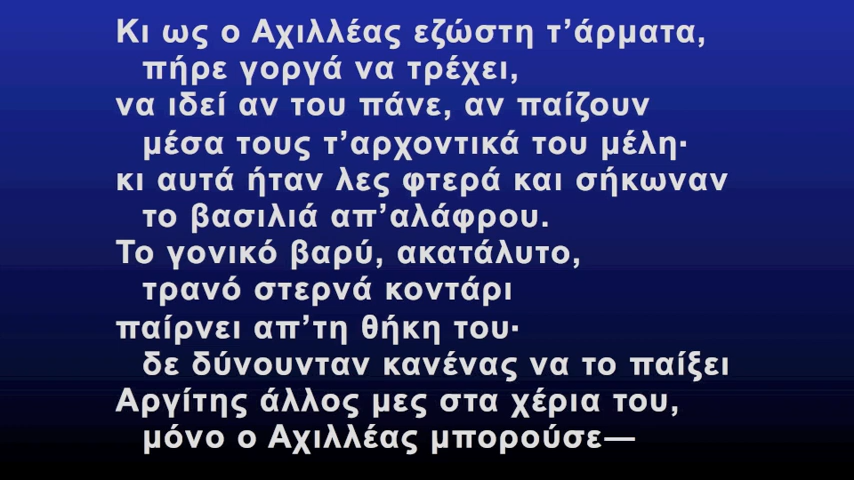 Κι ως ο Αχιλλέας εζώστη τ’άρματα,
πήρε γοργά να τρέχει,
να ιδεί αν του πάνε, αν παίζουν
μέσα τους τ’αρχοντικά του μέλη·
κι αυτά ήταν λες φτερά και σήκωναν
το βασιλιά απ’αλάφρου.
Το γονικό βαρύ, ακατάλυτο,
τρανό στερνά κοντάρι
παίρνει απ’τη θήκη του·
δε δύνουνταν κανένας να το παίξει
Αργίτης άλλος μες στα χέρια του,
μόνο ο Αχιλλέας μπορούσε—